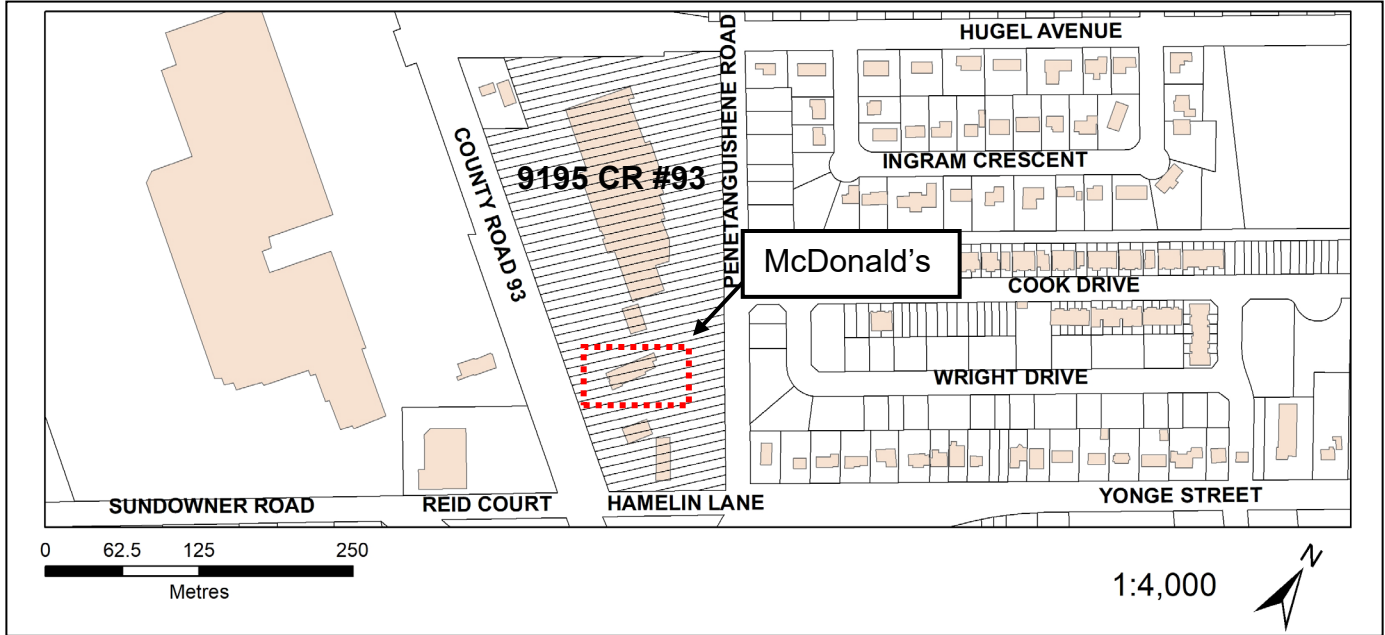 HUGEL AVENUE
PENETANGUISHENE ROAD
COUNTY ROAD 93
9195 CR #93
INGRAM CRESCENT
McDonald’s
COOK DRIVE
WRIGHT DRIVE
SUNDOWNER ROAD
REID COURT
HAMELIN LANE
YONGE STREET
0 62.5 125 250
Metres
1:4,000
N